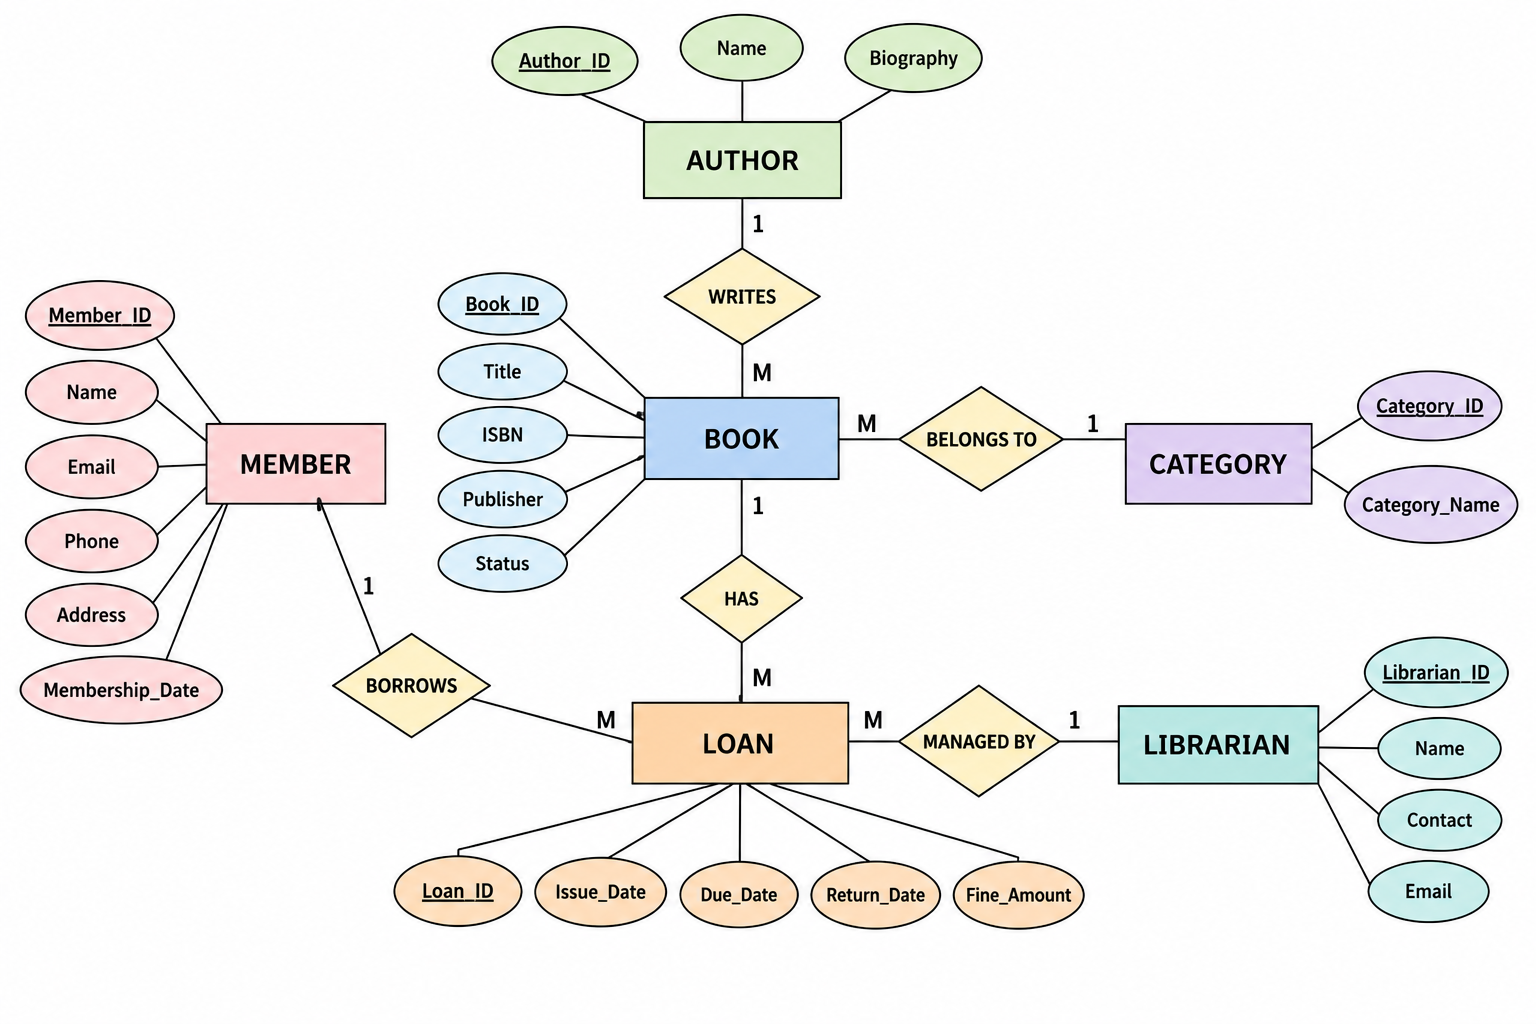 Author_ID
Name
Biography
AUTHOR
1
WRITES
M
Book_ID
Title
ISBN
Publisher
Status
BOOK
M
BELONGS TO
1
CATEGORY
Category_ID
Category_Name
Member_ID
Name
Email
Phone
Address
Membership_Date
MEMBER
1
BORROWS
M
1
HAS
M
LOAN
M
MANAGED BY
1
LIBRARIAN
Librarian_ID
Name
Contact
Email
Loan_ID
Issue_Date
Due_Date
Return_Date
Fine_Amount